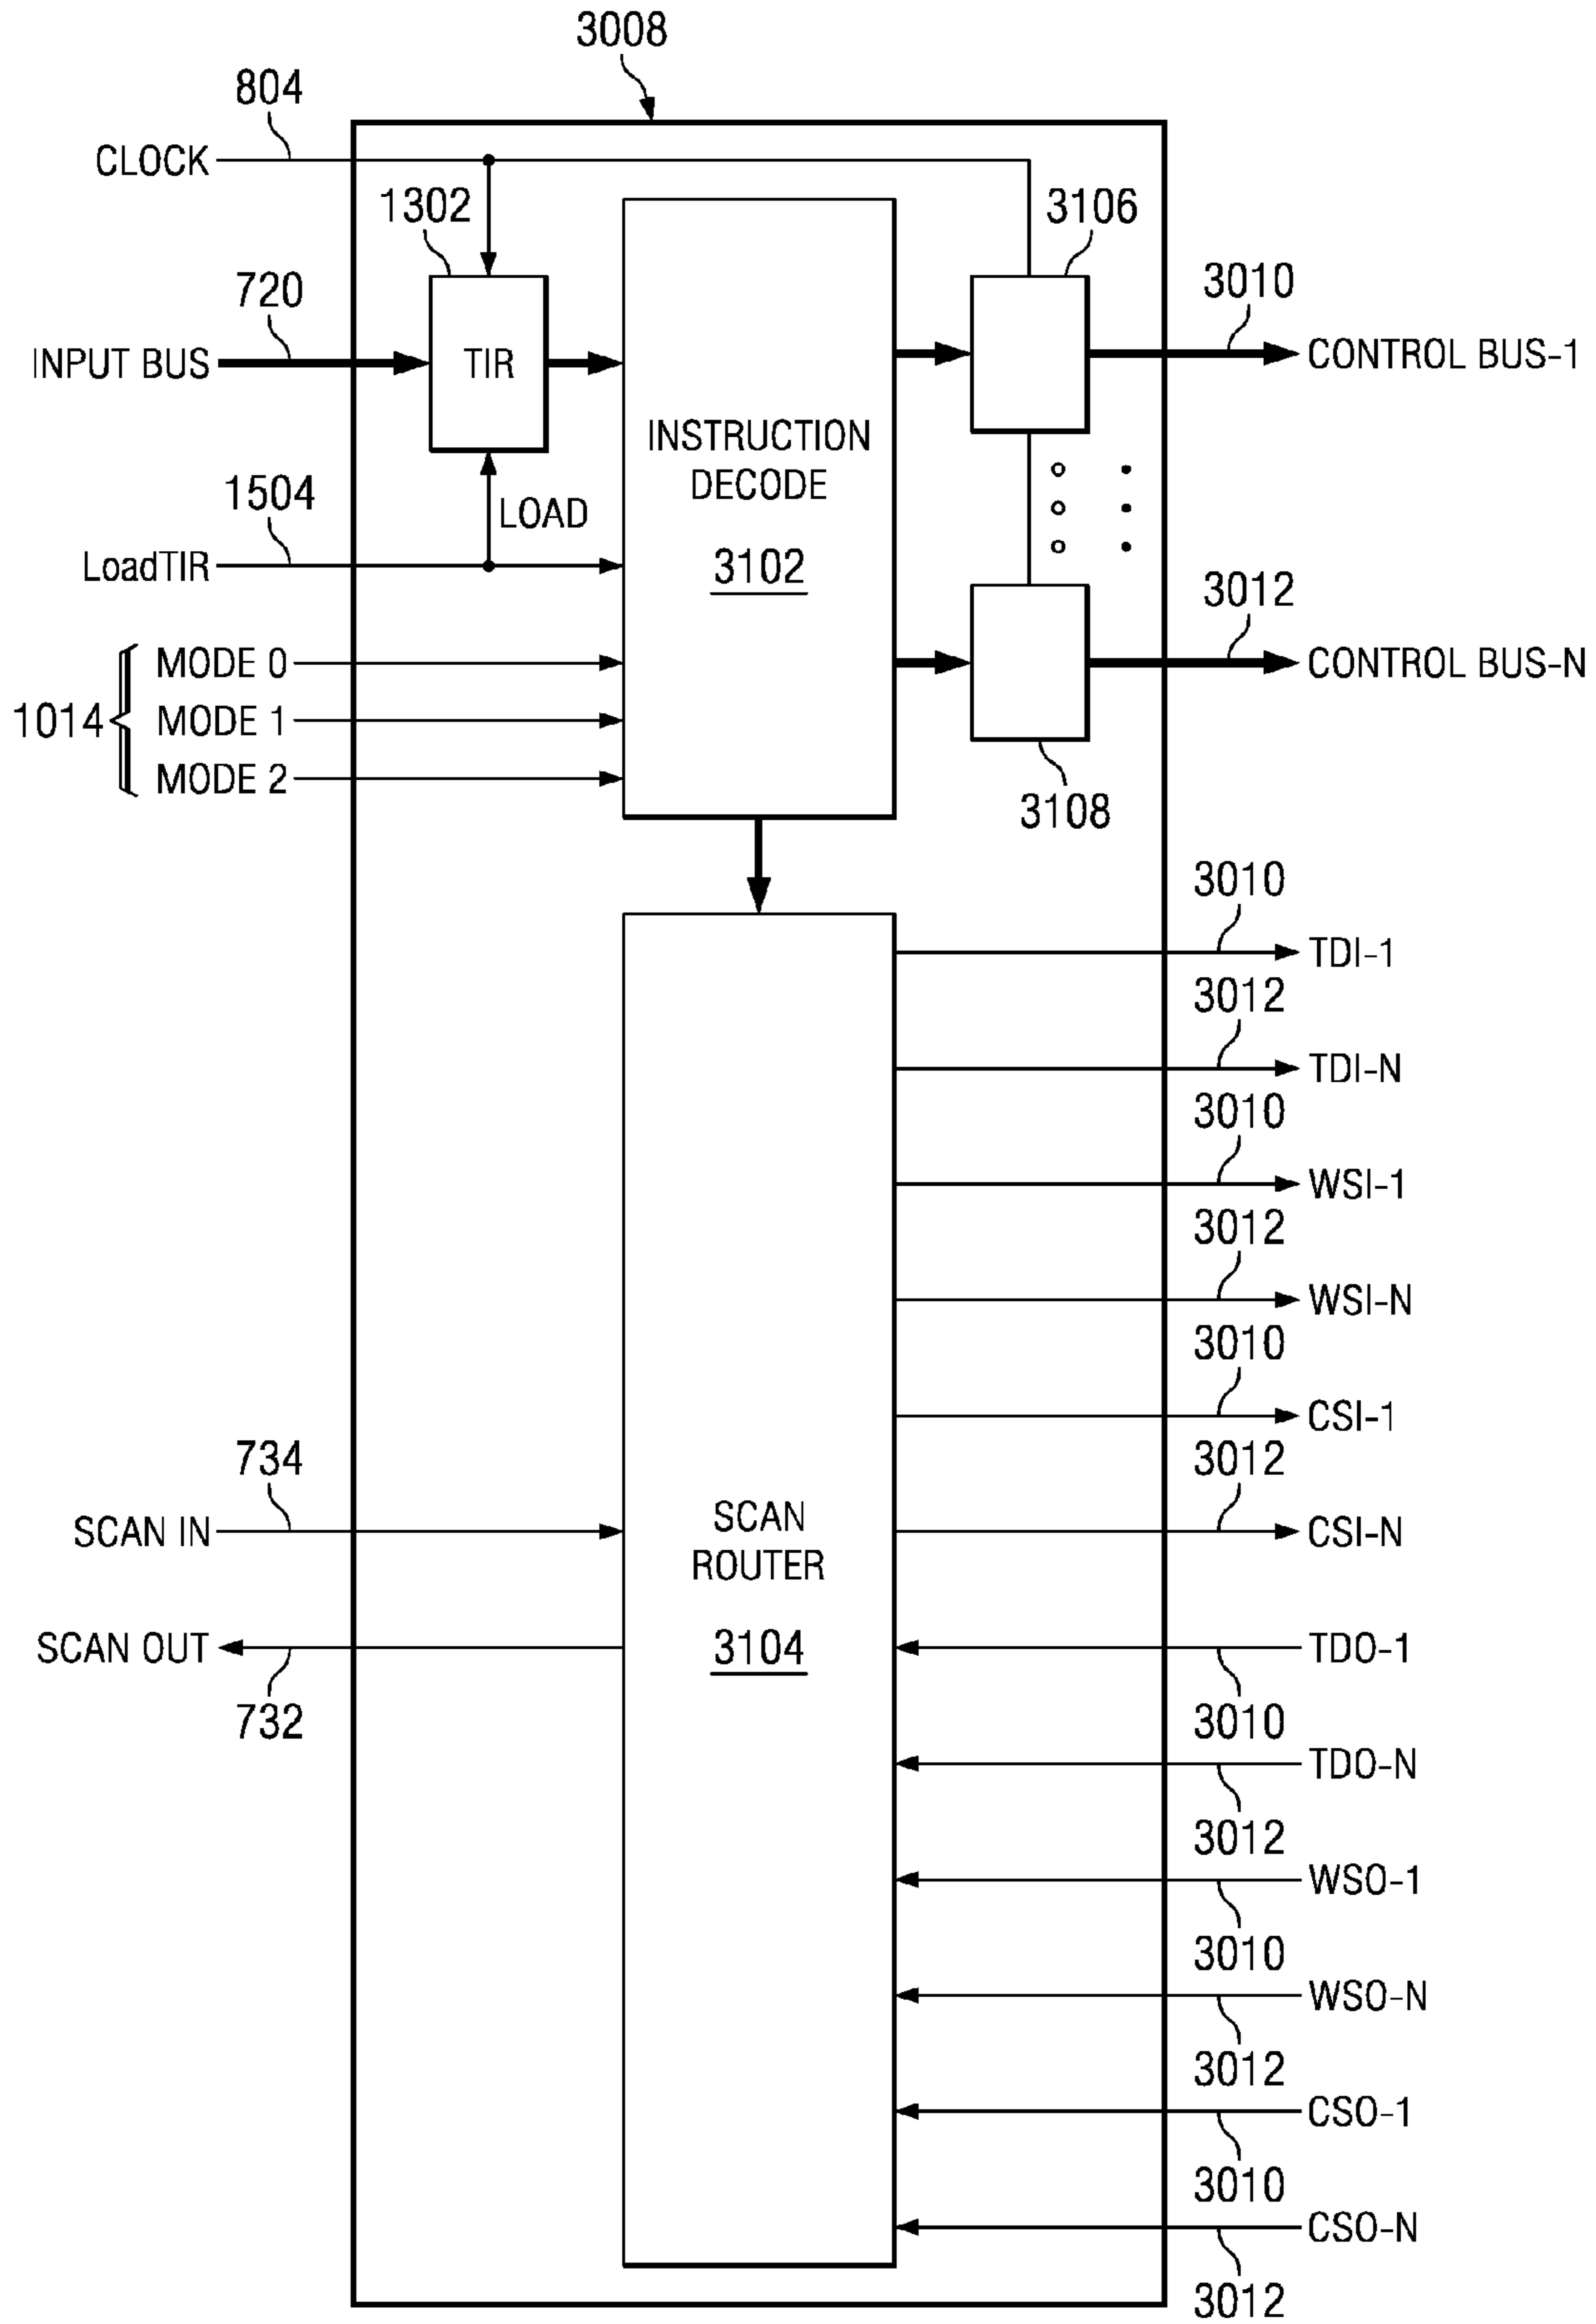 3008
804
CLOCK
1302
3106
720
3010
INPUT BUS
TIR
CONTROL BUS-1
INSTRUCTION
DECODE
1504
LOAD
LoadTIR
3102
3012
MODE 0
CONTROL BUS-N
1014
MODE 1
MODE 2
3108
3010
TDI-1
3012
TDI-N
3010
WSI-1
3012
WSI-N
3010
CSI-1
734
3012
SCAN IN
SCAN
ROUTER
CSI-N
SCAN OUT
3104
TDO-1
732
3010
TDO-N
3012
WSO-1
3010
WSO-N
3012
CSO-1
3010
CSO-N
3012